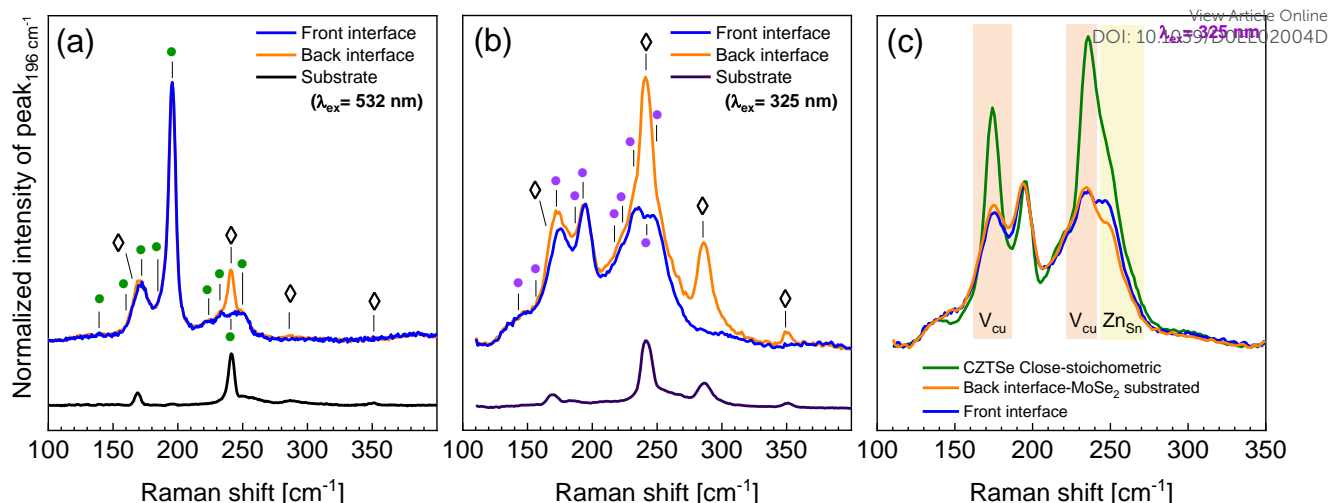 View Article Online
DOI: 10.1039/D0EE02004D
(a)
Front interface
Back interface
Substrate
(λex= 532 nm)
(b)
Front interface
Back interface
Substrate
(λex= 325 nm)
(c)
λex= 325 nm
Normalized intensity of peak196 cm-1
Vcu
Vcu
ZnSn
CZTSe Close-stoichometric
Back interface-MoSe2 substrated
Front interface
100 150 200 250 300 350 400
100 150 200 250 300 350
100 150 200 250 300 350
Raman shift [cm-1]
Raman shift [cm-1]
Raman shift [cm-1]